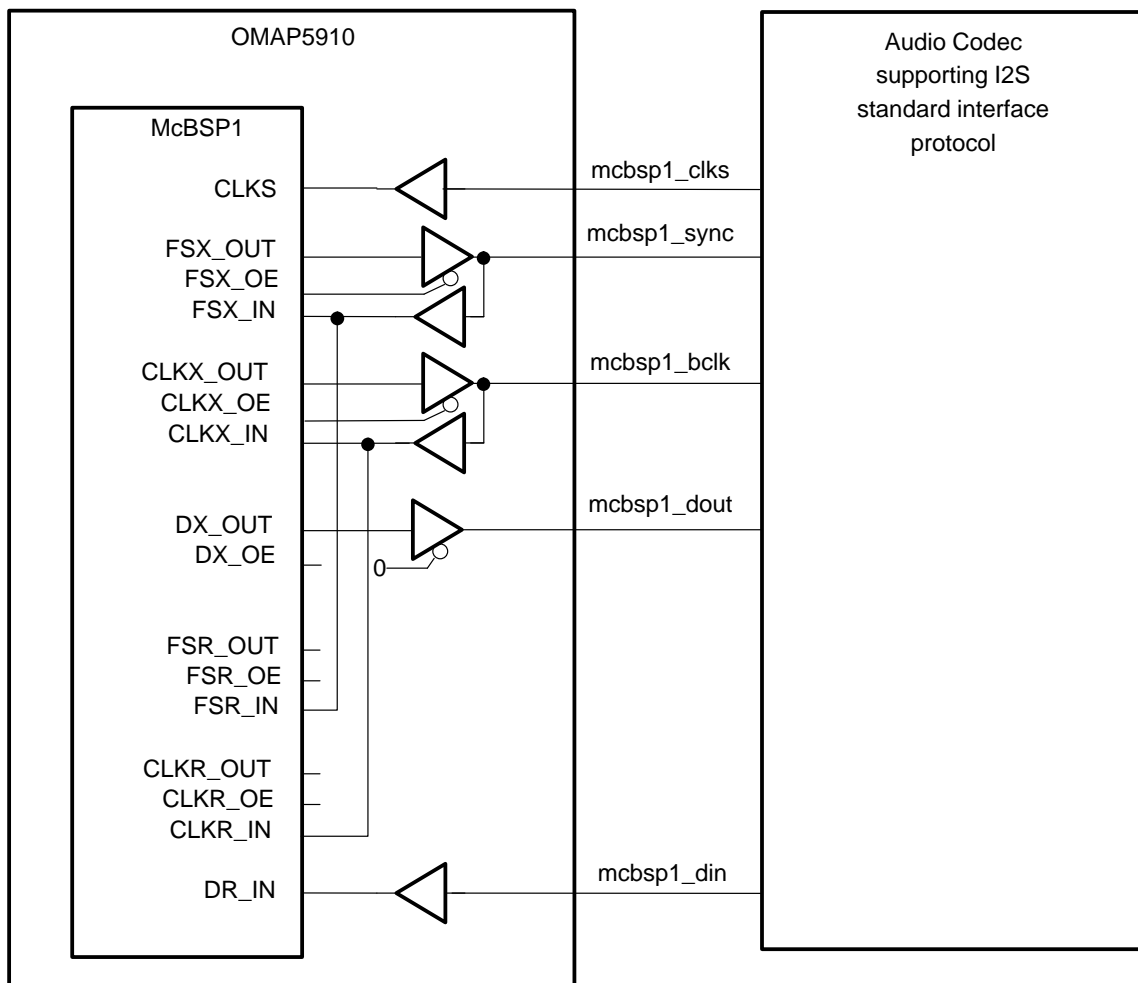 OMAP5910
Audio Codec
supporting I2S
standard interface
protocol
McBSP1
mcbsp1_clks
CLKS
mcbsp1_sync
FSX_OUT
FSX_OE
FSX_IN
mcbsp1_bclk
CLKX_OUT
CLKX_OE
CLKX_IN
mcbsp1_dout
DX_OUT
DX_OE
0
FSR_OUT
FSR_OE
FSR_IN
CLKR_OUT
CLKR_OE
CLKR_IN
mcbsp1_din
DR_IN